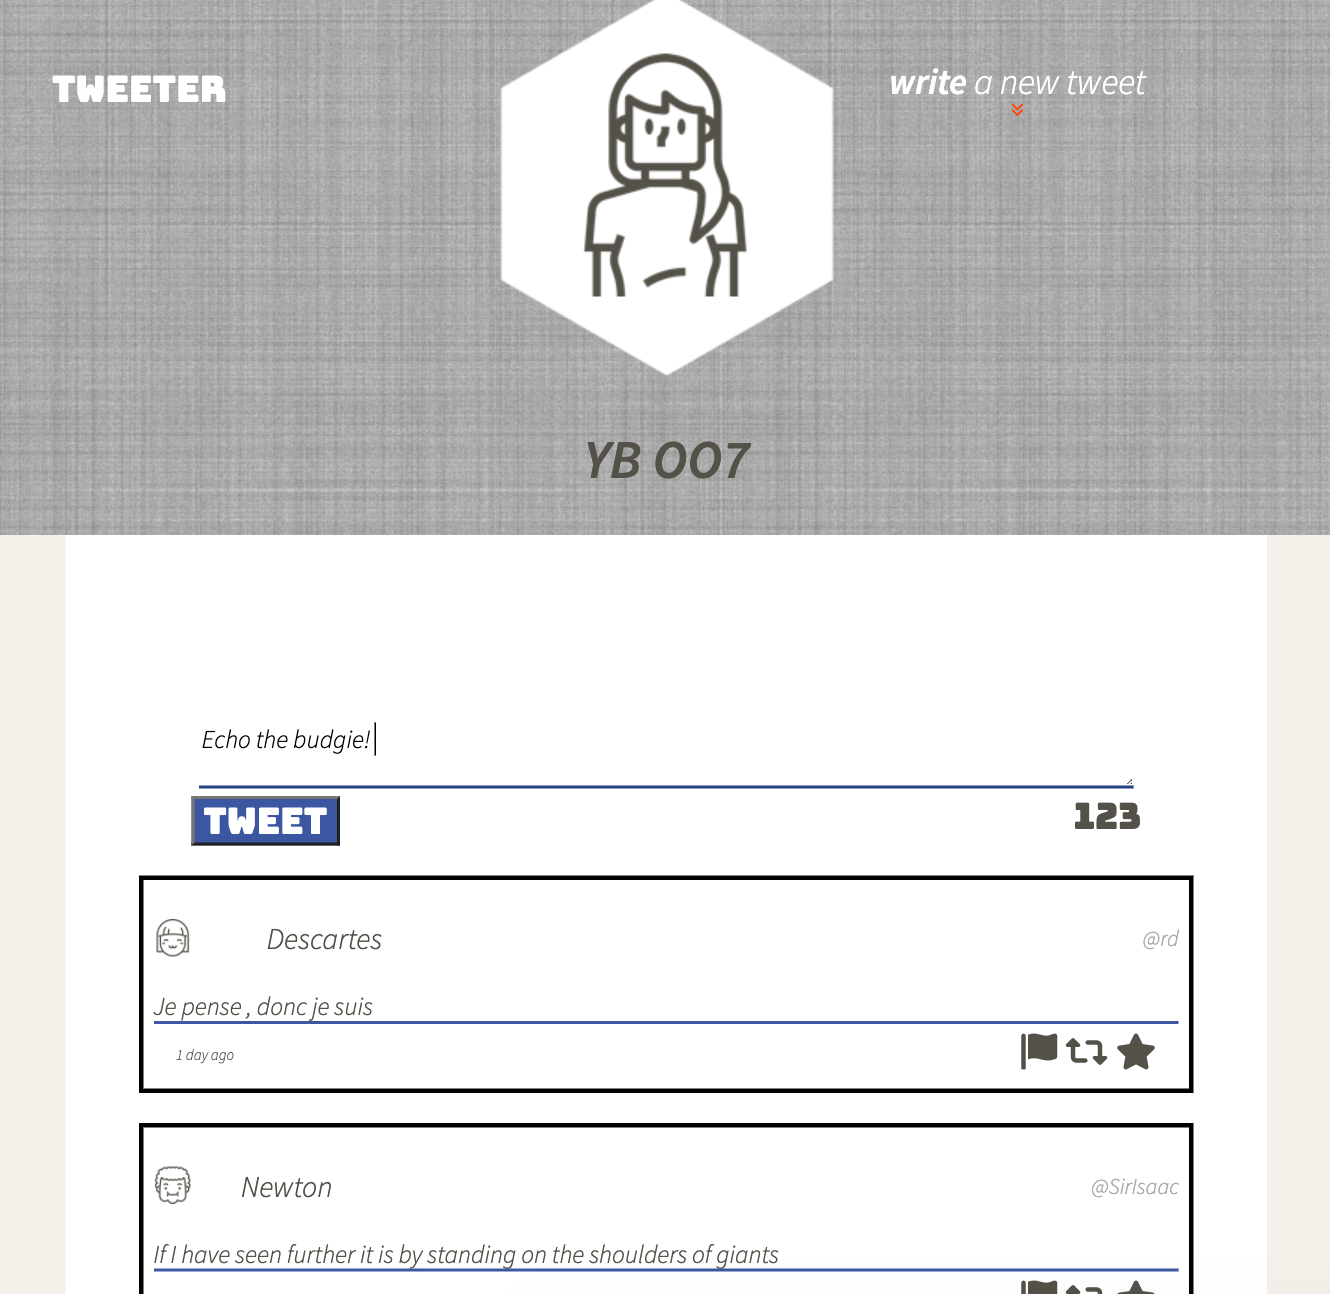 TWEETER
write a new tweet
YB OO7
Echo the budgie!
TWEET
123
Descartes
@rd
Je pense , donc je suis
1 day ago
Newton
@SirIsaac
If I have seen further it is by standing on the shoulders of giants